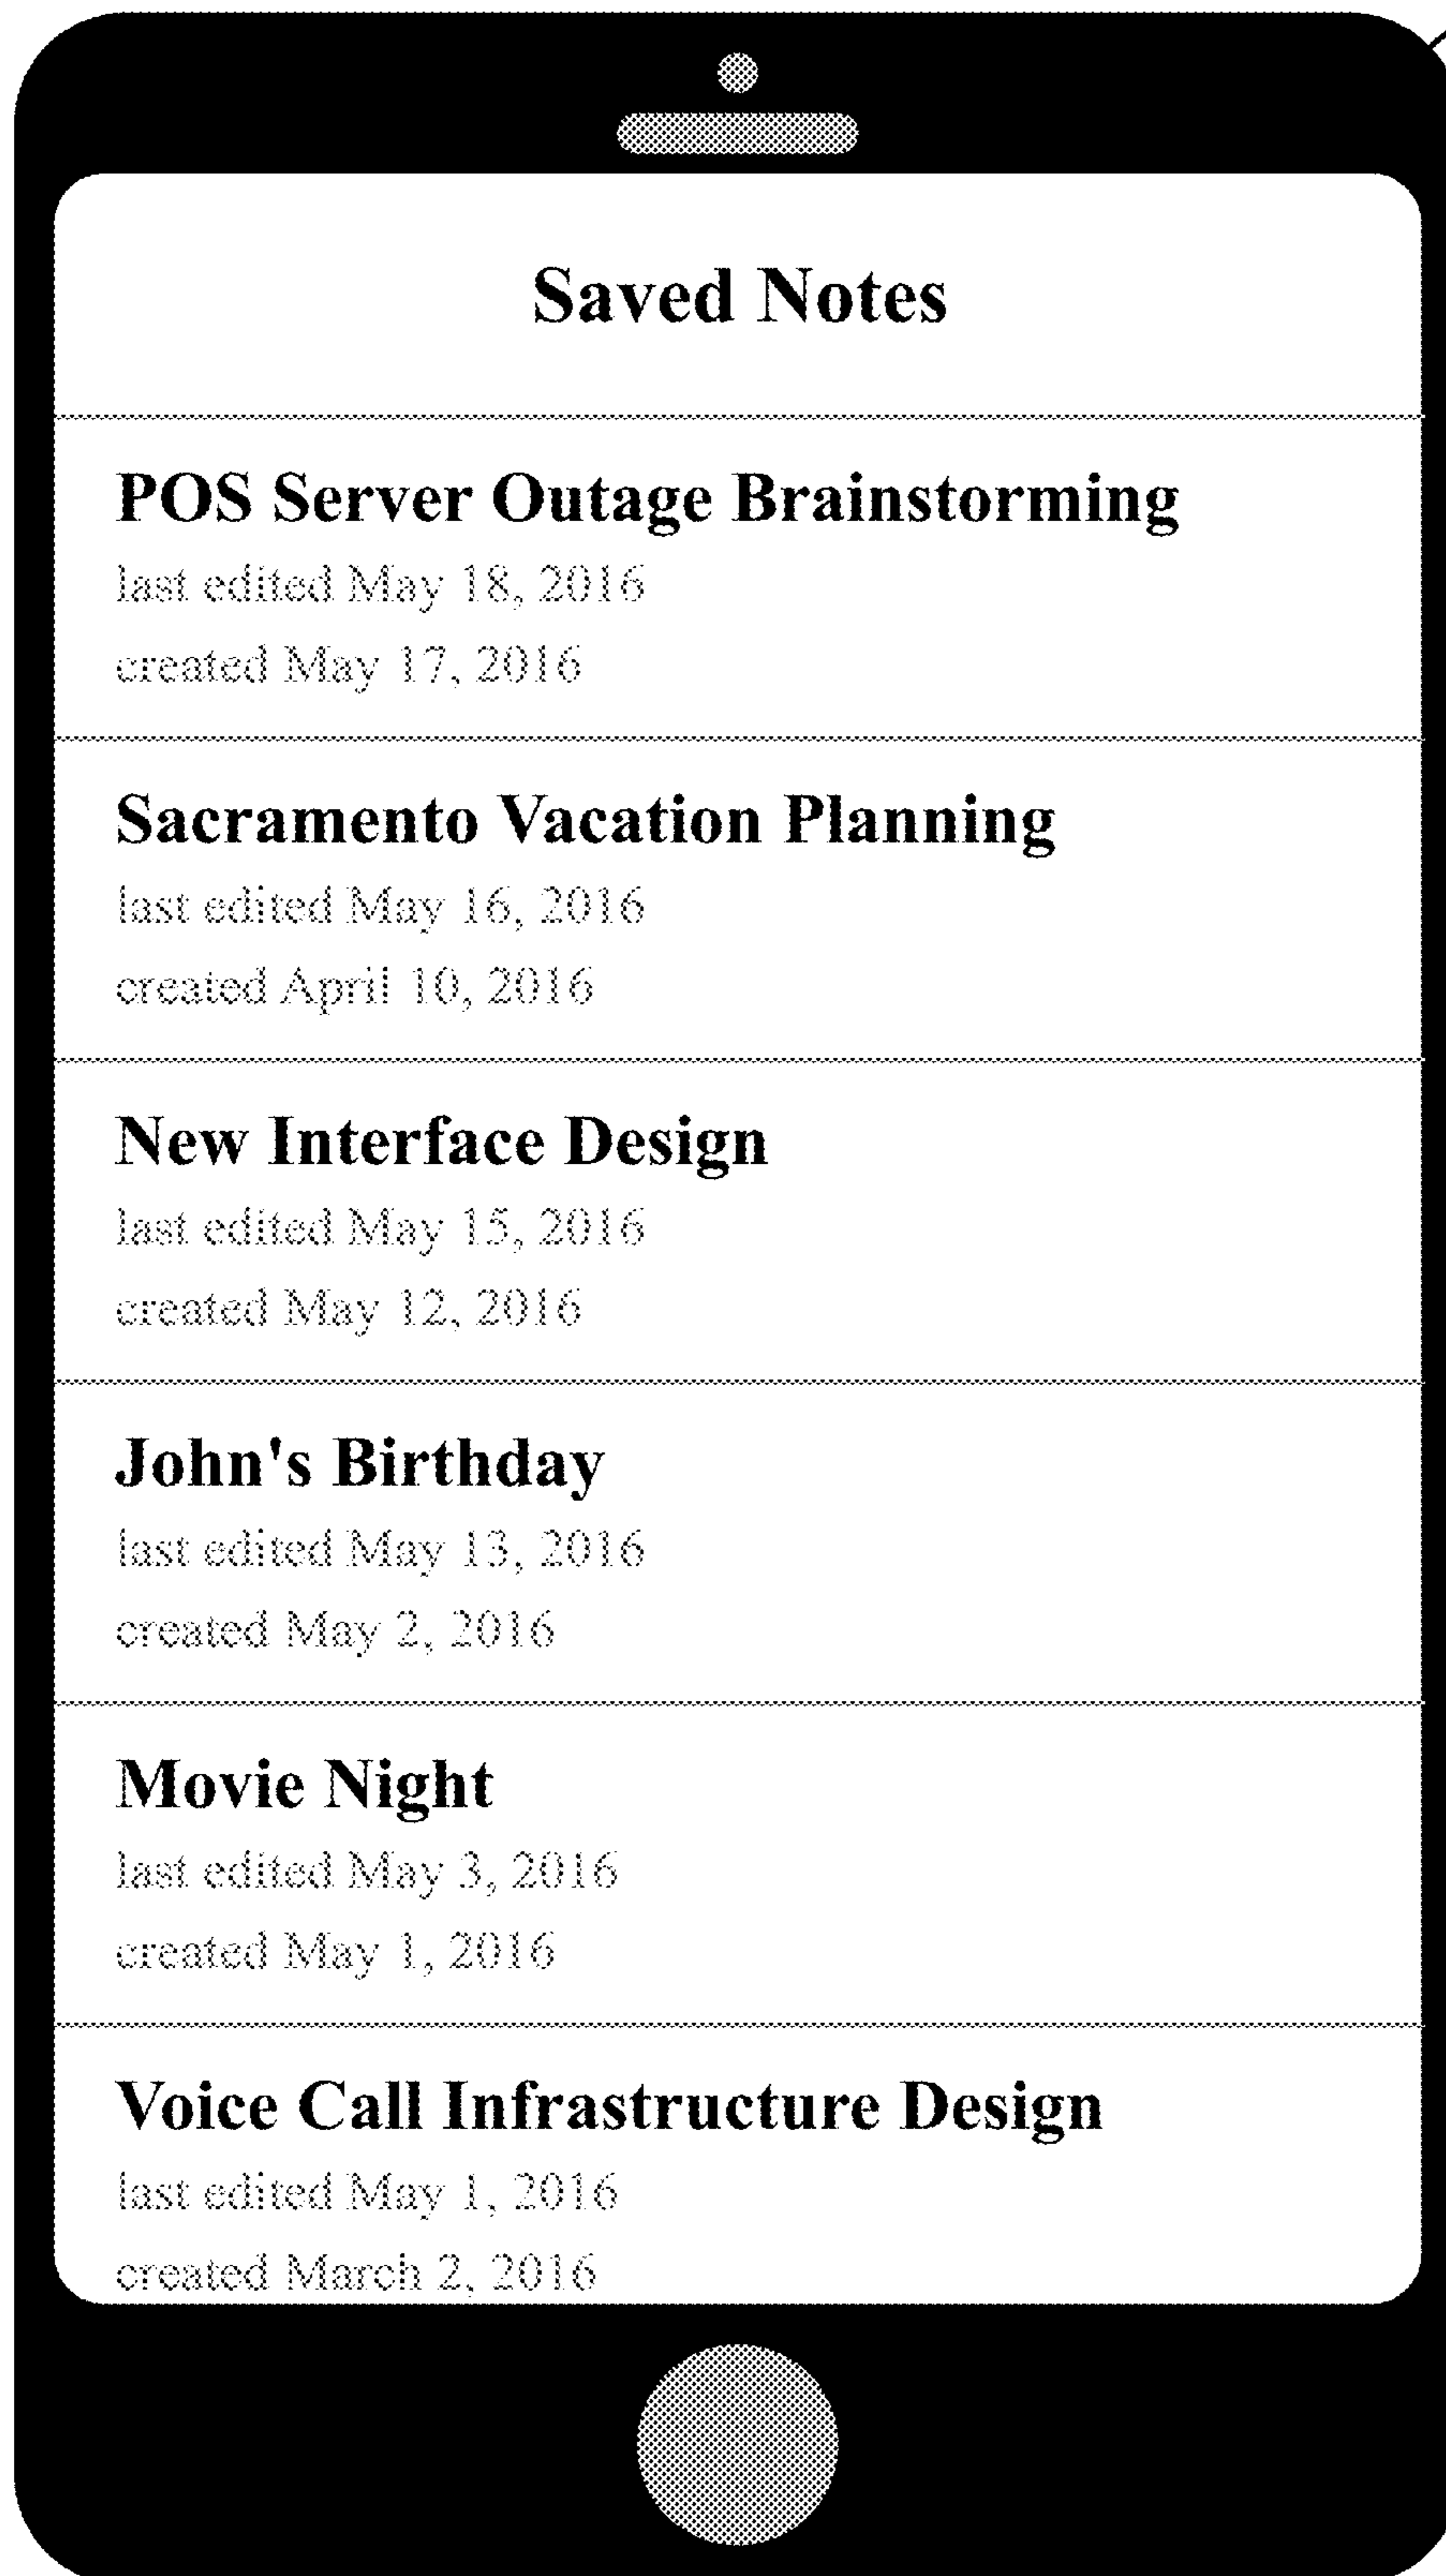 Saved Notes
POS Server Outage Brainstorming
last edited May 18, 2016
created May 17, 2016
Sacramento Vacation Planning
last edited May 16, 2016
created April 10, 2016
New Interface Design
last edited May 15, 2016
created May 12, 2016
John's Birthday
last edited May 13, 2016
created May 2, 2016
Movie Night
last edited May 3, 2016
created May 1, 2016
Voice Call Infrastructure Design
last edited May 1, 2016
created March 2, 2016